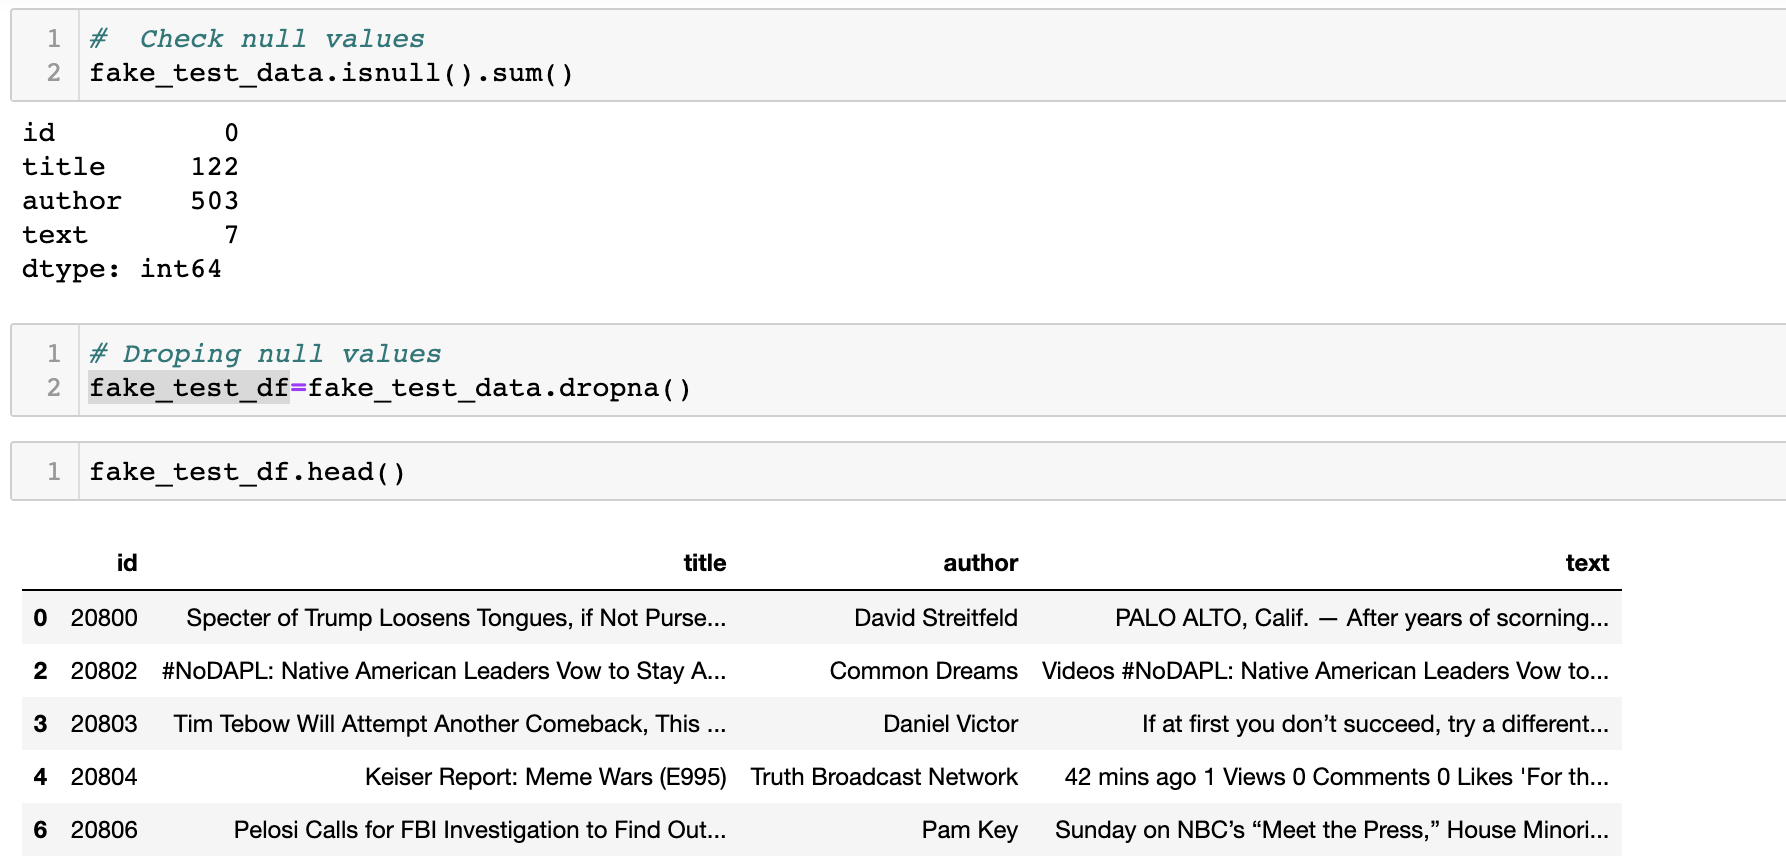 1 #  Check null values
2 fake_test_data.isnull().sum()
id 0
title 122
author 503
text 7
dtype: int64
1 # Droping null values
2 fake_test_df=fake_test_data.dropna()
1 fake_test_df.head()
id title author text
0 20800 Specter of Trump Loosens Tongues, if Not Purse... David Streitfeld PALO ALTO, Calif. — After years of scorning...
2 20802 #NoDAPL: Native American Leaders Vow to Stay A... Common Dreams Videos #NoDAPL: Native American Leaders Vow to...
3 20803 Tim Tebow Will Attempt Another Comeback, This ... Daniel Victor If at first you don’t succeed, try a different...
4 20804 Keiser Report: Meme Wars (E995) Truth Broadcast Network 42 mins ago 1 Views 0 Comments 0 Likes 'For th...
6 20806 Pelosi Calls for FBI Investigation to Find Out... Pam Key Sunday on NBC’s “Meet the Press,” House Minori...